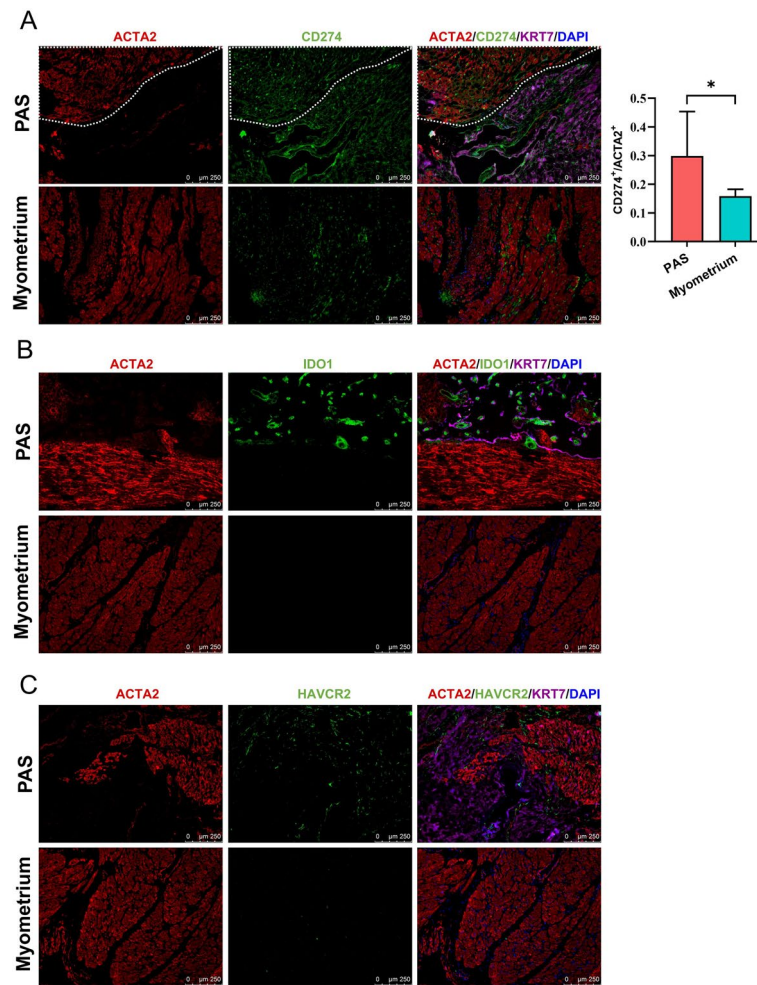 A
ACTA2 CD274 ACTA2/CD274/KRT7/DAPI
PAS
0 µm 250 0 µm 250 0 µm 250
Myometrium
0 µm 250 0 µm 250 0 µm 250
CD274⁺/ACTA2⁺
*
0.5
0.4
0.3
0.2
0.1
0.0
PAS
Myometrium
B
ACTA2 IDO1 ACTA2/IDO1/KRT7/DAPI
PAS
0 µm 250 0 µm 250 0 µm 250
Myometrium
0 µm 250 0 µm 250 0 µm 250
C
ACTA2 HAVCR2 ACTA2/HAVCR2/KRT7/DAPI
PAS
0 µm 250 0 µm 250 0 µm 250
Myometrium
0 µm 250 0 µm 250 0 µm 250